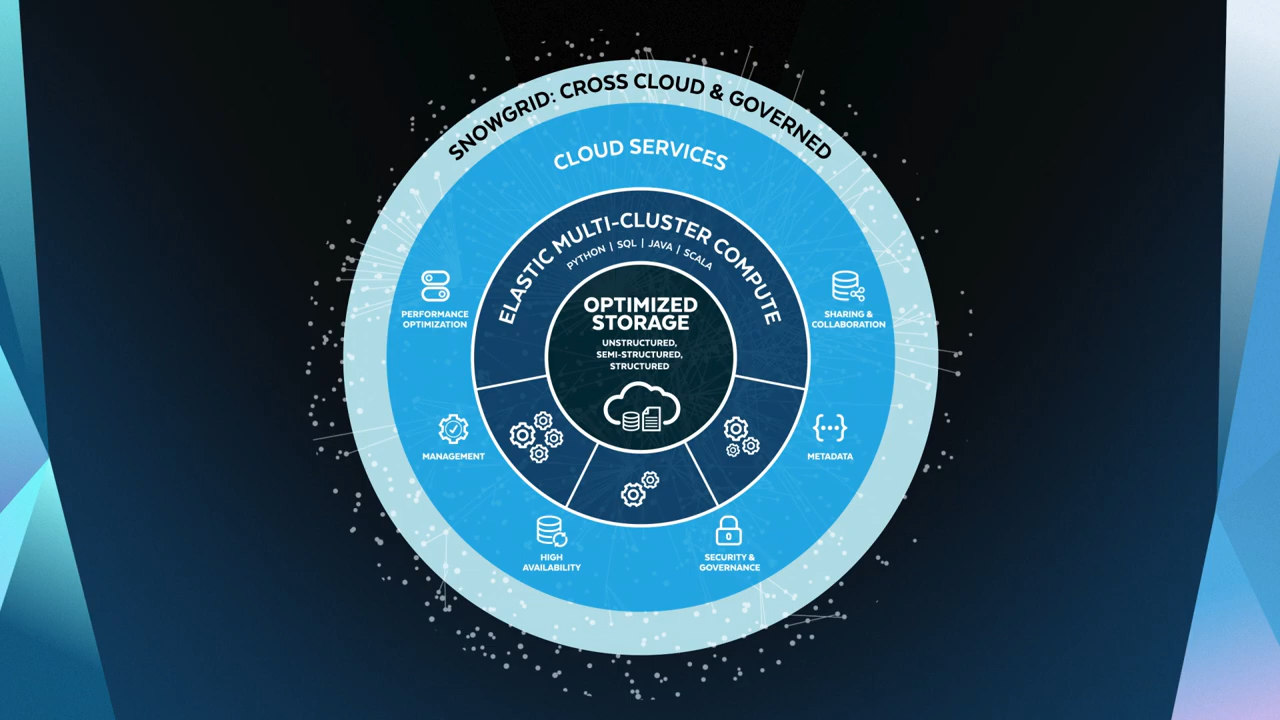 SNOWGRID: CROSS CLOUD & GOVERNED
CLOUD SERVICES
ELASTIC MULTI-CLUSTER COMPUTE
PYTHON | SQL | JAVA | SCALA
OPTIMIZED
STORAGE
UNSTRUCTURED,
SEMI-STRUCTURED,
STRUCTURED
PERFORMANCE
OPTIMIZATION
SHARING &
COLLABORATION
MANAGEMENT
METADATA
HIGH
AVAILABILITY
SECURITY &
GOVERNANCE